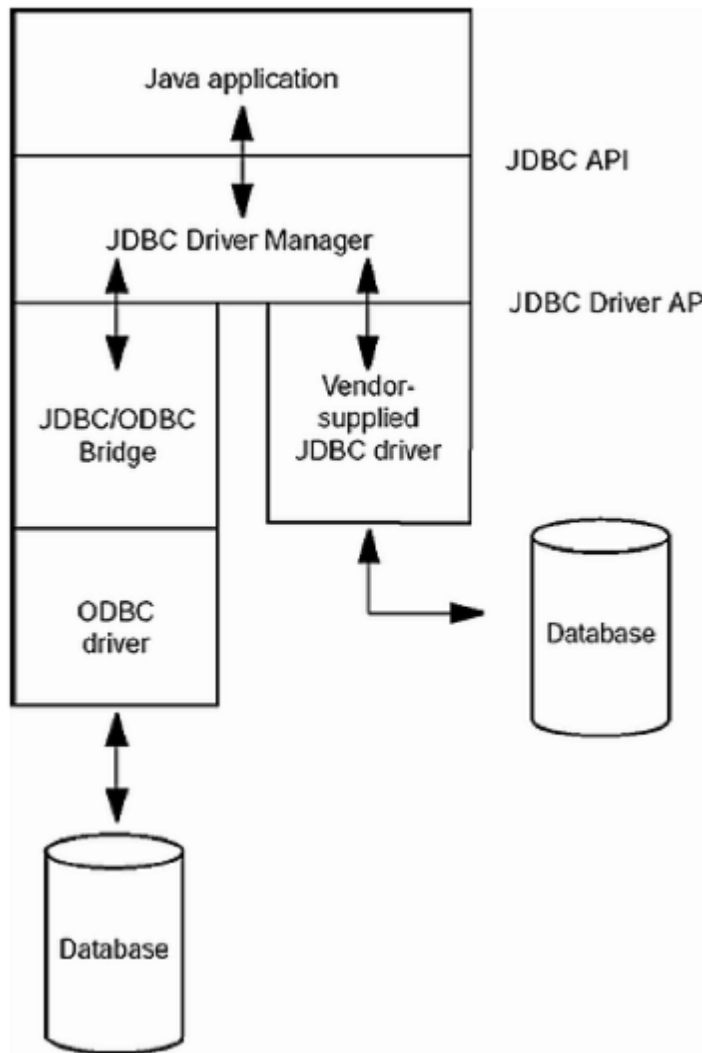 Java application
JDBC API
JDBC Driver Manager
JDBC Driver AP
JDBC/ODBC
Bridge
Vendor-
supplied
JDBC driver
ODBC
driver
Database
Database